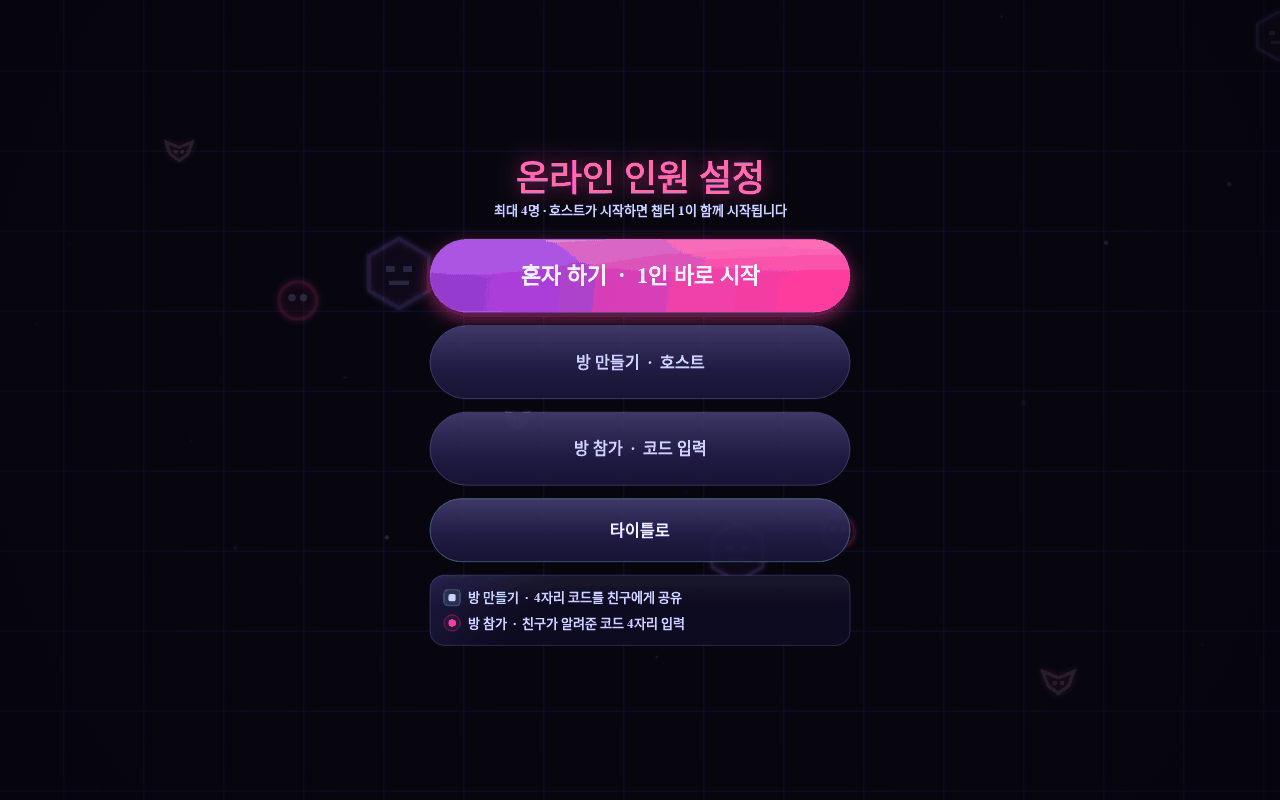 온라인 인원 설정
최대 4명 · 호스트가 시작하면 챕터 1이 함께 시작됩니다
혼자 하기 · 1인 바로 시작
방 만들기 · 호스트
방 참가 · 코드 입력
타이틀로
방 만들기 · 4자리 코드를 친구에게 공유
방 참가 · 친구가 알려준 코드 4자리 입력